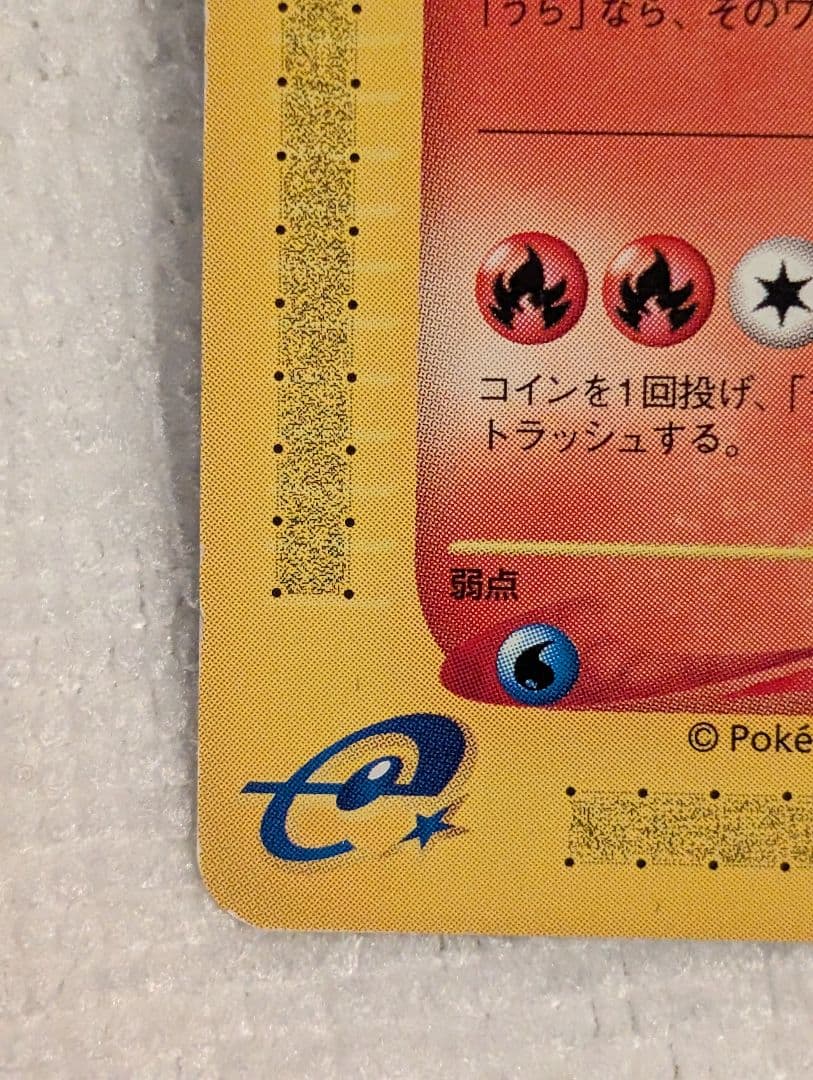 「うら」なら、そのワ
コインを1回投げ、「
トラッシュする。
弱点
© Poké